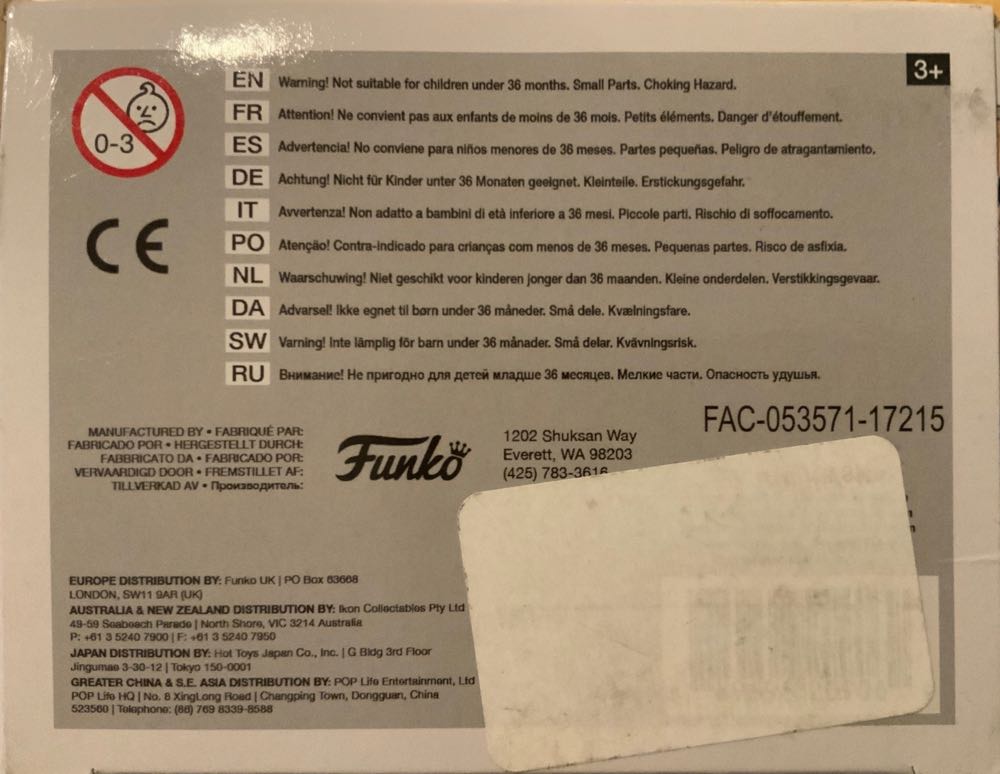 3+
0-3
EN Warning! Not suitable for children under 36 months. Small Parts. Choking Hazard.
FR Attention! Ne convient pas aux enfants de moins de 36 mois. Petits éléments. Danger d'étouffement.
ES Advertencia! No conviene para niños menores de 36 meses. Partes pequeñas. Peligro de atragantamiento.
DE Achtung! Nicht für Kinder unter 36 Monaten geeignet. Kleinteile. Erstickungsgefahr.
IT Avvertenza! Non adatto a bambini di età inferiore a 36 mesi. Piccole parti. Rischio di soffocamento.
PO Atenção! Contra-indicado para crianças com menos de 36 meses. Pequenas partes. Risco de asfixia.
NL Waarschuwing! Niet geschikt voor kinderen jonger dan 36 maanden. Kleine onderdelen. Verstikkingsgevaar.
DA Advarsel! Ikke egnet til børn under 36 måneder. Små dele. Kvælningsfare.
SW Varning! Inte lämplig för barn under 36 månader. Små delar. Kvävningsrisk.
RU Внимание! Не пригодно для детей младше 36 месяцев. Мелкие части. Опасность удушья.
CE
FAC-053571-17215
MANUFACTURED BY • FABRIQUÉ PAR:
FABRICADO POR • HERGESTELLT DURCH:
FABBRICATO DA • FABRICADO POR:
VERVAARDIGD DOOR • FREMSTILLET AF:
TILLVERKAD AV • Производитель:
Funko
1202 Shuksan Way
Everett, WA 98203
(425) 783-3616
EUROPE DISTRIBUTION BY: Funko UK | PO Box 63668
LONDON, SW11 9AR (UK)
AUSTRALIA & NEW ZEALAND DISTRIBUTION BY: Ikon Collectables Pty Ltd
49-59 Seabeach Parade | North Shore, VIC 3214 Australia
P: +61 3 5240 7900 | F: +61 3 5240 7950
JAPAN DISTRIBUTION BY: Hot Toys Japan Co., Inc. | G Bldg 3rd Floor
Jingumae 3-30-12 | Tokyo 150-0001
GREATER CHINA & S.E. ASIA DISTRIBUTION BY: POP Life Entertainment, Ltd
POP Life HQ | No. 8 XingLong Road | Changping Town, Dongguan, China
523560 | Telephone: (86) 769 8339-8588